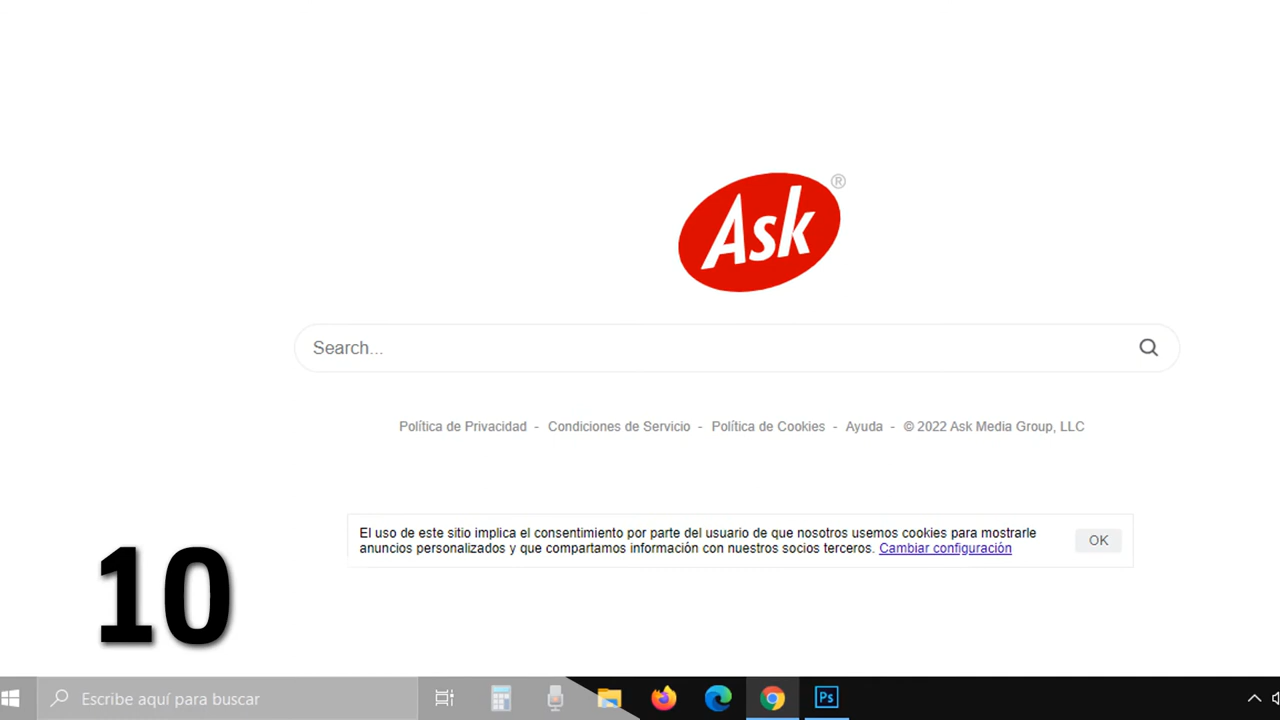 Ask ®
Search...
Política de Privacidad - Condiciones de Servicio - Política de Cookies - Ayuda - © 2022 Ask Media Group, LLC
El uso de este sitio implica el consentimiento por parte del usuario de que nosotros usemos cookies para mostrarle
anuncios personalizados y que compartamos información con nuestros socios terceros. Cambiar configuración
OK
10
Escribe aquí para buscar
Ps